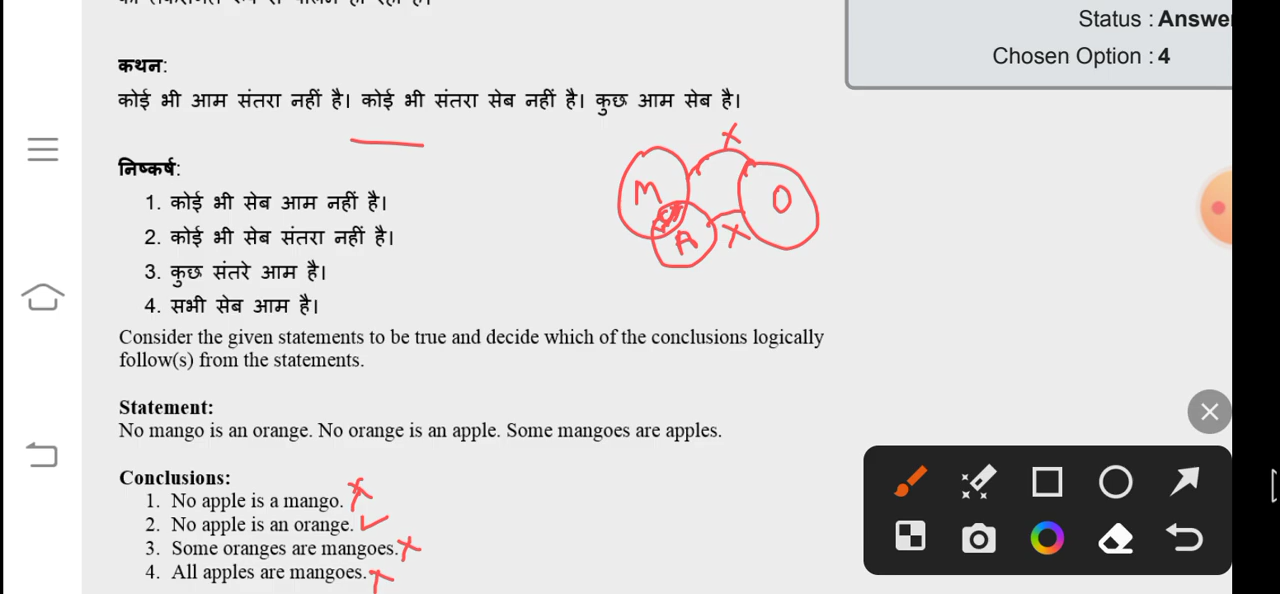 Status : Answe
Chosen Option : 4
कथन:
कोई भी आम संतरा नहीं है। कोई भी संतरा सेब नहीं है। कुछ आम सेब है।
निष्कर्ष:
1. कोई भी सेब आम नहीं है।
2. कोई भी सेब संतरा नहीं है।
3. कुछ संतरे आम है।
4. सभी सेब आम है।
M O
A
Consider the given statements to be true and decide which of the conclusions logically
follow(s) from the statements.
Statement:
No mango is an orange. No orange is an apple. Some mangoes are apples.
Conclusions:
1. No apple is a mango.
2. No apple is an orange.
3. Some oranges are mangoes.
4. All apples are mangoes.